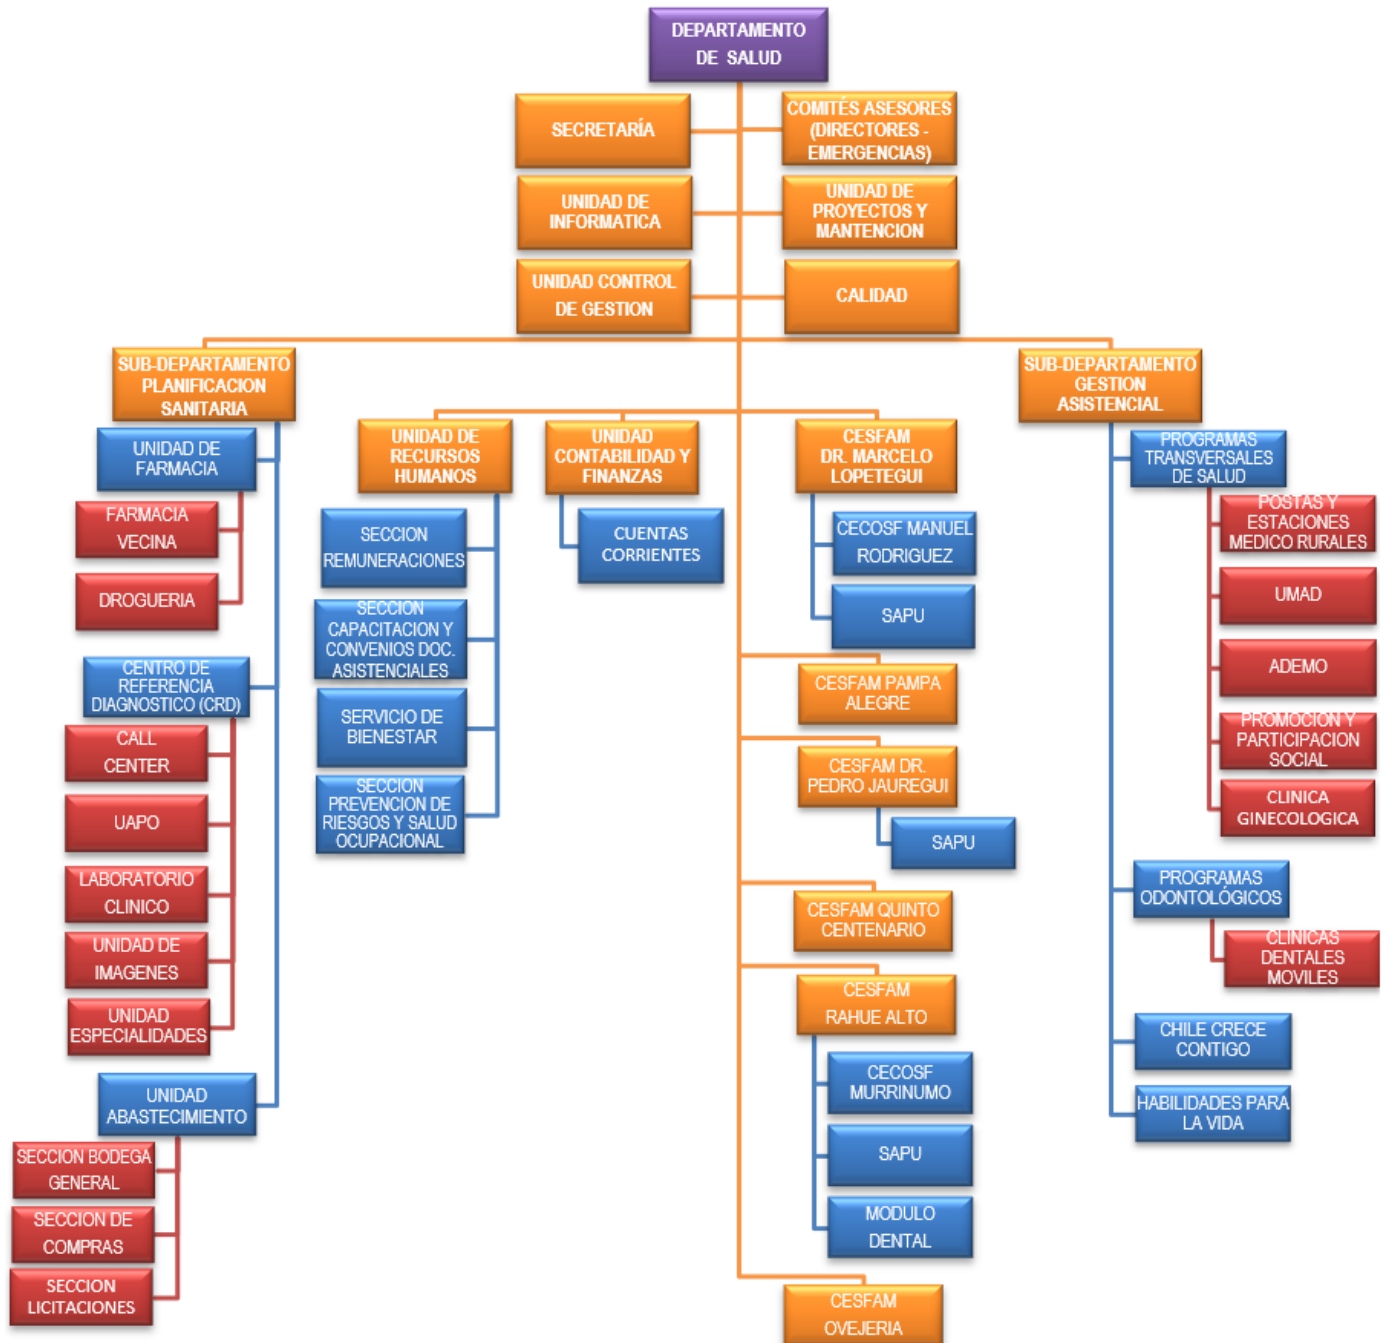 DEPARTAMENTO
DE SALUD
SECRETARÍA
COMITÉS ASESORES
(DIRECTORES -
EMERGENCIAS)
UNIDAD DE
INFORMATICA
UNIDAD DE
PROYECTOS Y
MANTENCION
UNIDAD CONTROL
DE GESTION
CALIDAD
SUB-DEPARTAMENTO
PLANIFICACION
SANITARIA
UNIDAD DE
FARMACIA
FARMACIA
VECINA
DROGUERIA
CENTRO DE
REFERENCIA
DIAGNOSTICO (CRD)
CALL
CENTER
UAPO
LABORATORIO
CLINICO
UNIDAD DE
IMAGENES
UNIDAD
ESPECIALIDADES
UNIDAD
ABASTECIMIENTO
SECCION BODEGA
GENERAL
SECCION DE
COMPRAS
SECCION
LICITACIONES
UNIDAD DE
RECURSOS
HUMANOS
SECCION
REMUNERACIONES
SECCION
CAPACITACION Y
CONVENIOS DOC.
ASISTENCIALES
SERVICIO DE
BIENESTAR
SECCION
PREVENCION DE
RIESGOS Y SALUD
OCUPACIONAL
UNIDAD
CONTABILIDAD Y
FINANZAS
CUENTAS
CORRIENTES
CESFAM
DR. MARCELO
LOPETEGUI
CECOSF MANUEL
RODRIGUEZ
SAPU
CESFAM PAMPA
ALEGRE
CESFAM DR.
PEDRO JAUREGUI
SAPU
CESFAM QUINTO
CENTENARIO
CESFAM
RAHUE ALTO
CECOSF
MURRINUMO
SAPU
MODULO
DENTAL
CESFAM
OVEJERIA
SUB-DEPARTAMENTO
GESTION
ASISTENCIAL
PROGRAMAS
TRANSVERSALES
DE SALUD
POSTAS Y
ESTACIONES
MEDICO RURALES
UMAD
ADEMO
PROMOCION Y
PARTICIPACION
SOCIAL
CLINICA
GINECOLOGICA
PROGRAMAS
ODONTOLÓGICOS
CLINICAS
DENTALES
MOVILES
CHILE CRECE
CONTIGO
HABILIDADES PARA
LA VIDA